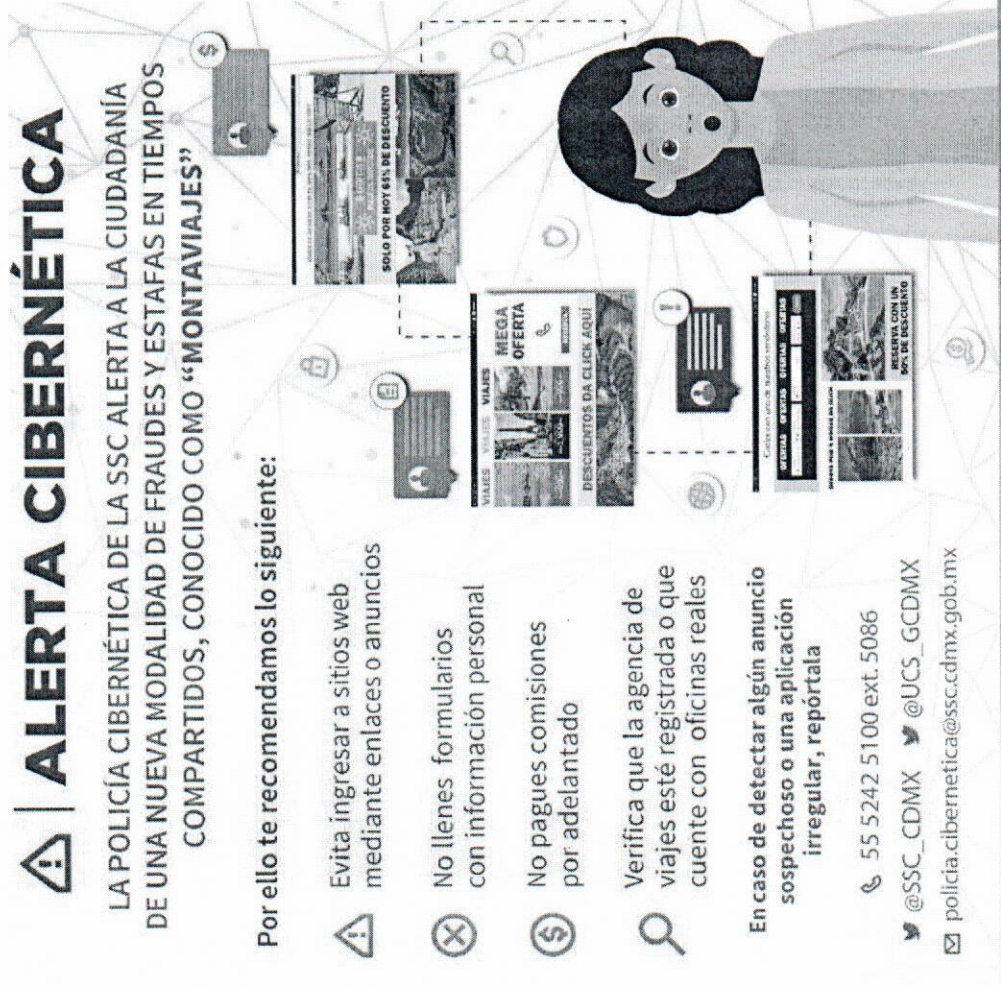 ALERTA CIBERNÉTICA
LA POLICÍA CIBERNÉTICA DE LA SSC ALERTA A LA CIUDADANÍA
DE UNA NUEVA MODALIDAD DE FRAUDES Y ESTAFAS EN TIEMPOS
COMPARTIDOS, CONOCIDO COMO “MONTAVIAJES”
Por ello te recomendamos lo siguiente:
Evita ingresar a sitios web
mediante enlaces o anuncios
No llenes formularios
con información personal
No pagues comisiones
por adelantado
Verifica que la agencia de
viajes esté registrada o que
cuente con oficinas reales
En caso de detectar algún anuncio
sospechoso o una aplicación
irregular, repórtala
55 5242 5100 ext. 5086
@SSC_CDMX @UCS_GCDMX
policia.cibernetica@ssc.cdmx.gob.mx
SOLO POR HOY 65% DE DESCUENTO
VIAJES VIAJES VIAJES
MEGA
OFERTA
DESCUENTOS DA CLICK AQUÍ
OFERTAS OFERTAS OFERTAS OFERTAS
RESERVA CON UN
50% DE DESCUENTO